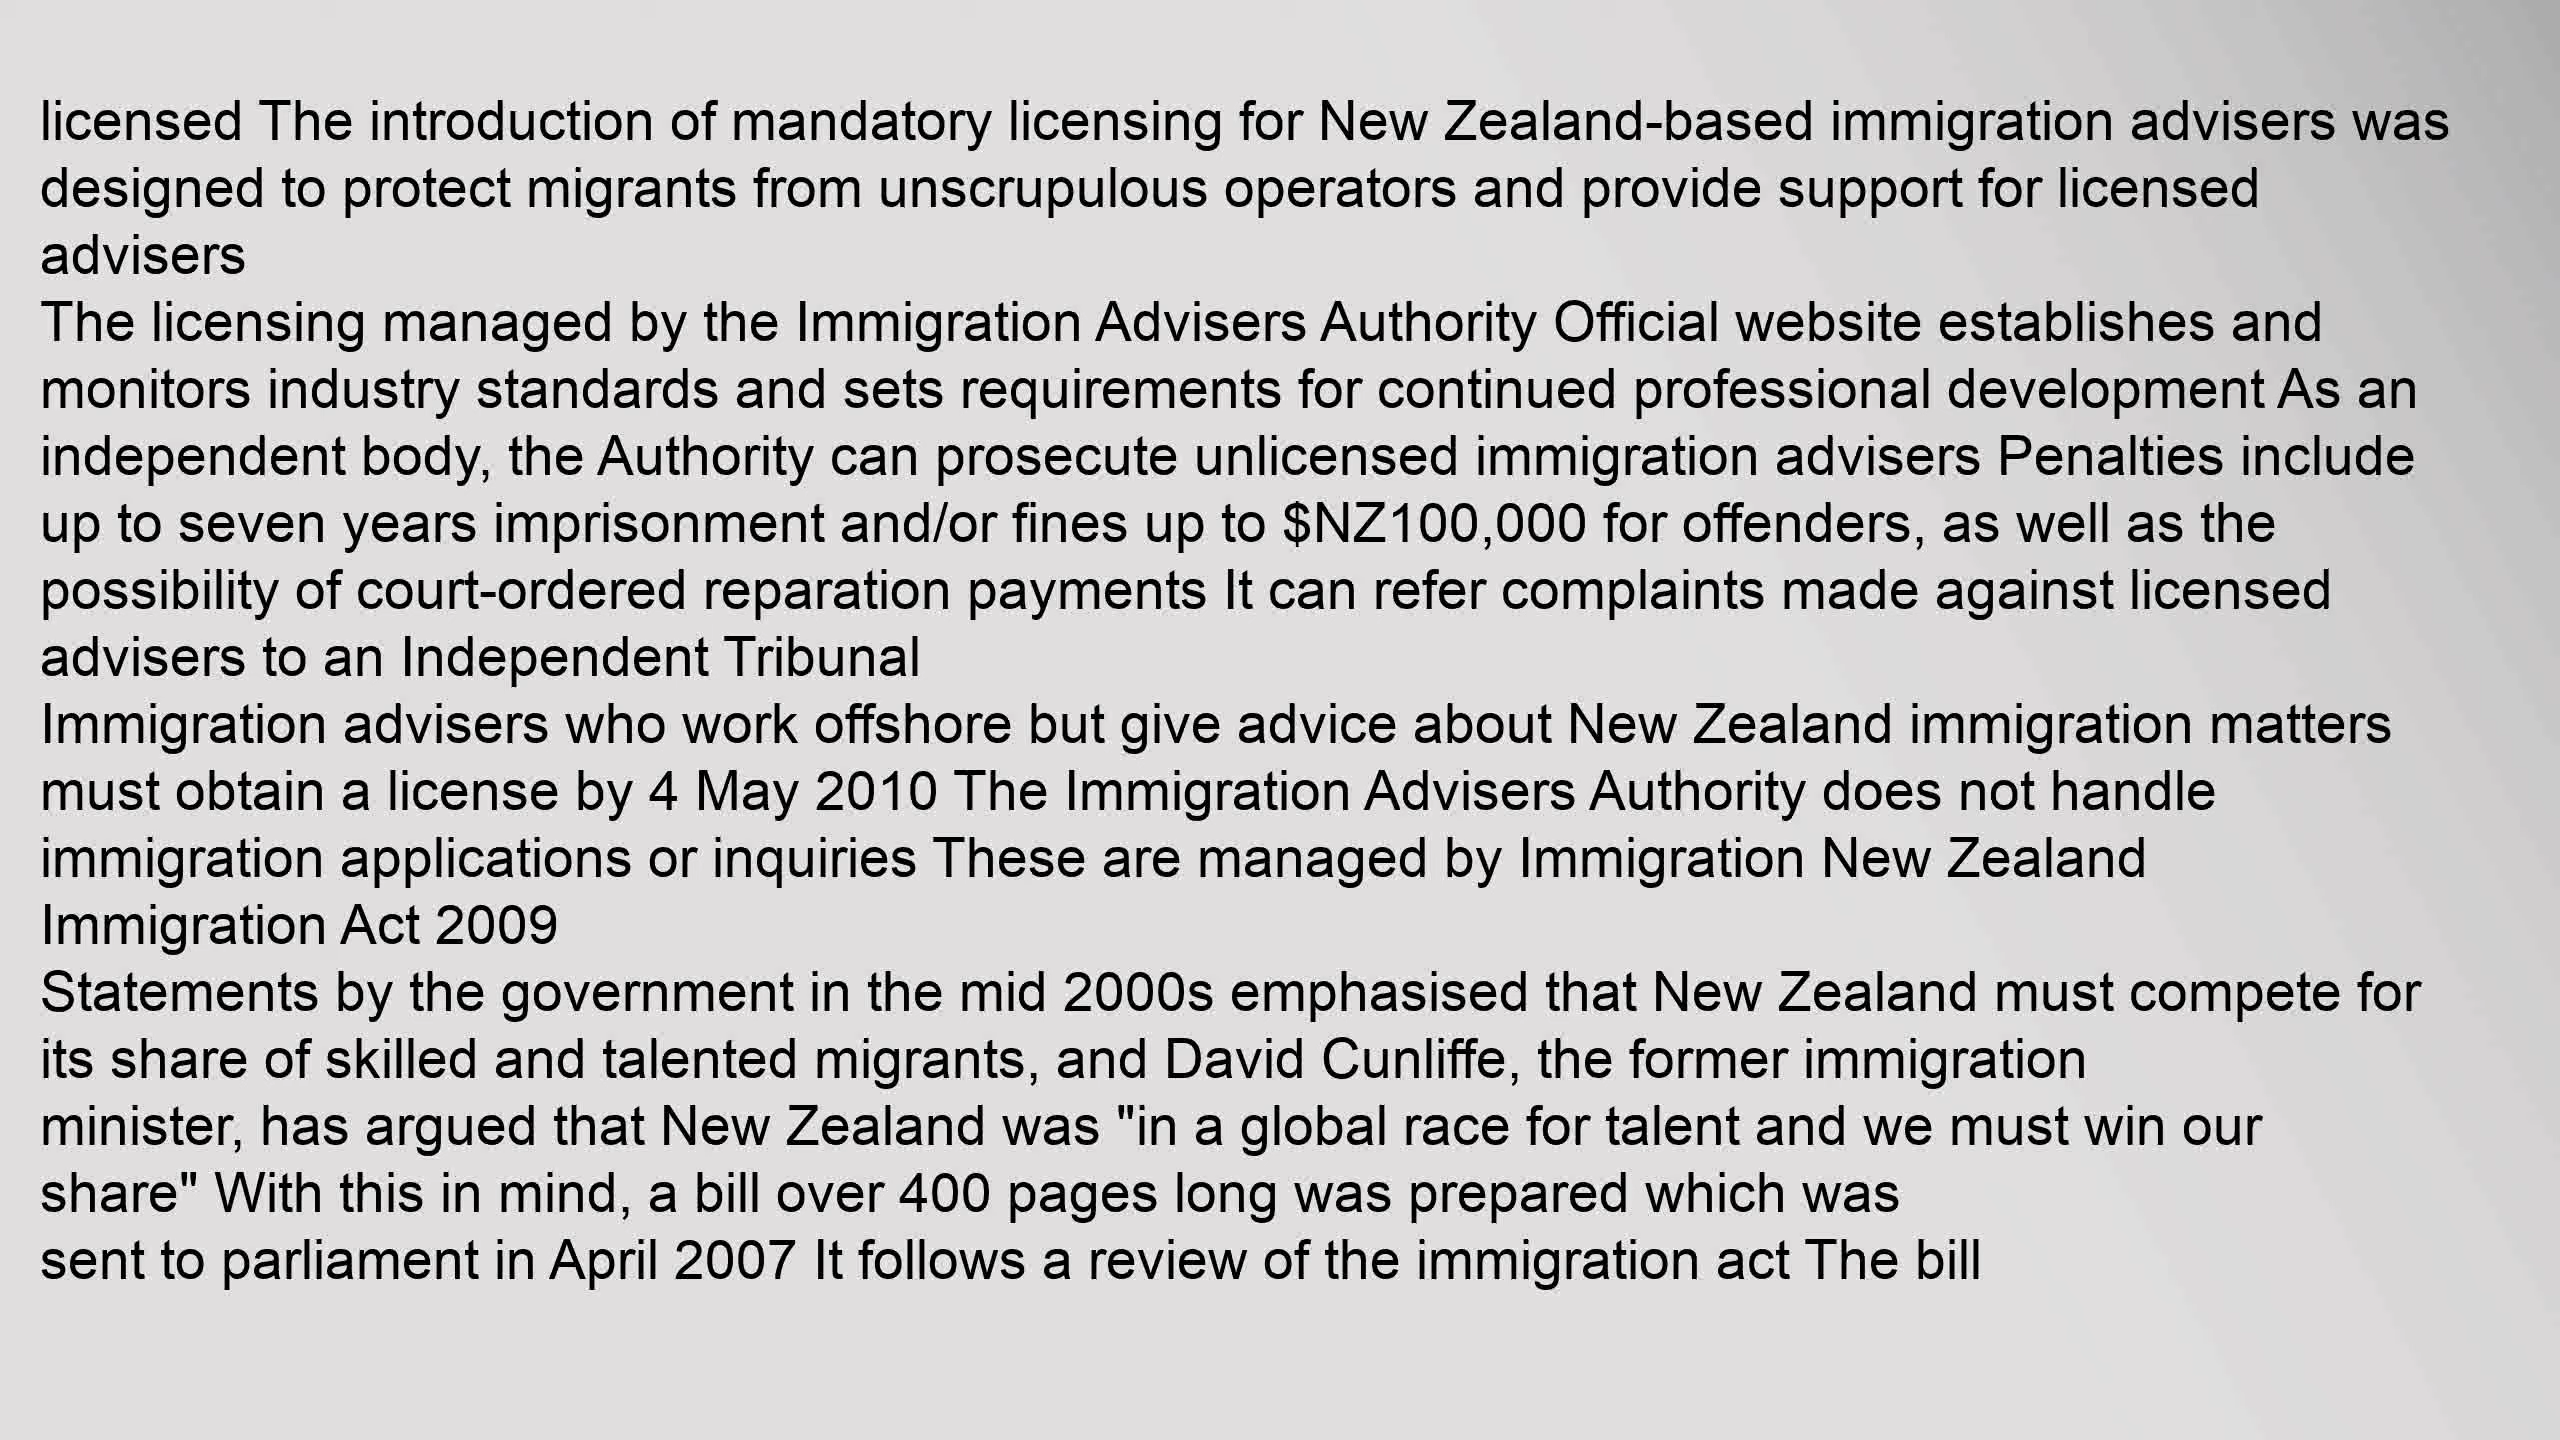 licensed The introduction of mandatory licensing for New Zealand-based immigration advisers was
designed to protect migrants from unscrupulous operators and provide support for licensed
advisers
The licensing managed by the Immigration Advisers Authority Official website establishes and
monitors industry standards and sets requirements for continued professional development As an
independent body, the Authority can prosecute unlicensed immigration advisers Penalties include
up to seven years imprisonment and/or fines up to $NZ100,000 for offenders, as well as the
possibility of court-ordered reparation payments It can refer complaints made against licensed
advisers to an Independent Tribunal
Immigration advisers who work offshore but give advice about New Zealand immigration matters
must obtain a license by 4 May 2010 The Immigration Advisers Authority does not handle
immigration applications or inquiries These are managed by Immigration New Zealand
Immigration Act 2009
Statements by the government in the mid 2000s emphasised that New Zealand must compete for
its share of skilled and talented migrants, and David Cunliffe, the former immigration
minister, has argued that New Zealand was "in a global race for talent and we must win our
share" With this in mind, a bill over 400 pages long was prepared which was
sent to parliament in April 2007 It follows a review of the immigration act The bill